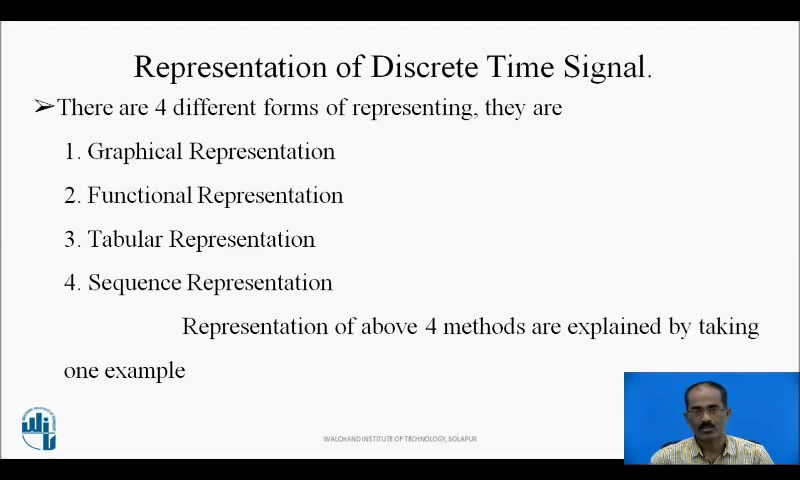 Representation of Discrete Time Signal.
➢There are 4 different forms of representing, they are
1. Graphical Representation
2. Functional Representation
3. Tabular Representation
4. Sequence Representation
Representation of above 4 methods are explained by taking
one example
WALCHAND INSTITUTE OF TECHNOLOGY, SOLAPUR